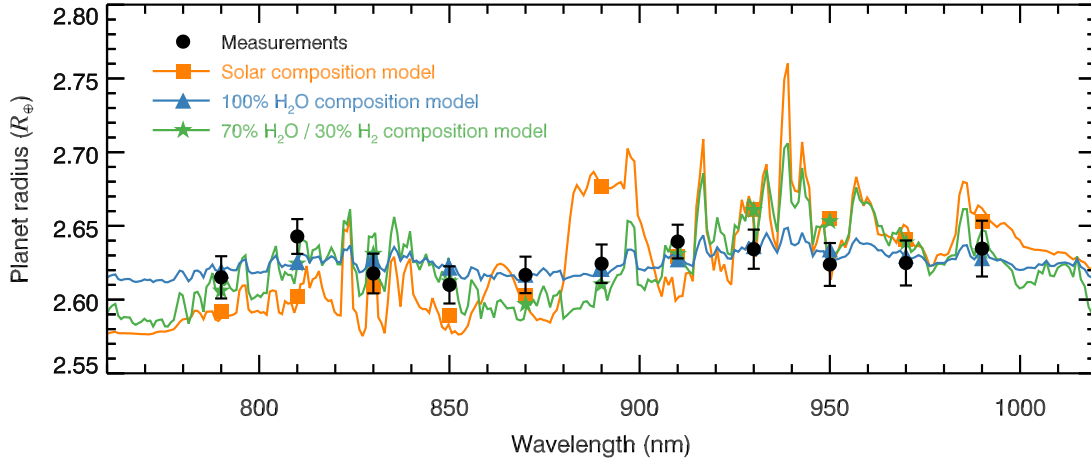 2.80
2.75
2.70
2.65
2.60
2.55
Planet radius (R⊕)
Measurements
Solar composition model
100% H₂O composition model
70% H₂O / 30% H₂ composition model
800
850
900
950
1000
Wavelength (nm)